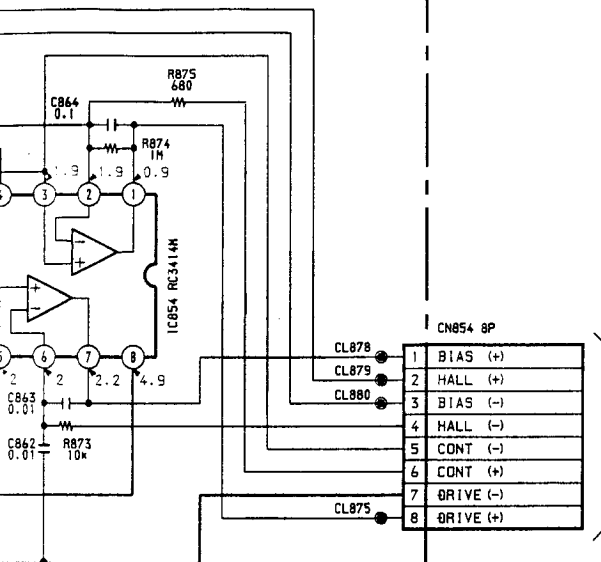 R875
680
C864
0.1
R874
1M
1.9
1.9
0.9
4
3
2
1
IC854 RC3414M
5
6
7
8
2
2
2.2
4.9
C863
0.01
C862
0.01
R873
10K
CN854 8P
CL878
1 BIAS (+)
CL879
2 HALL (+)
CL880
3 BIAS (-)
4 HALL (-)
5 CONT (-)
6 CONT (+)
7 DRIVE (-)
CL875
8 DRIVE (+)